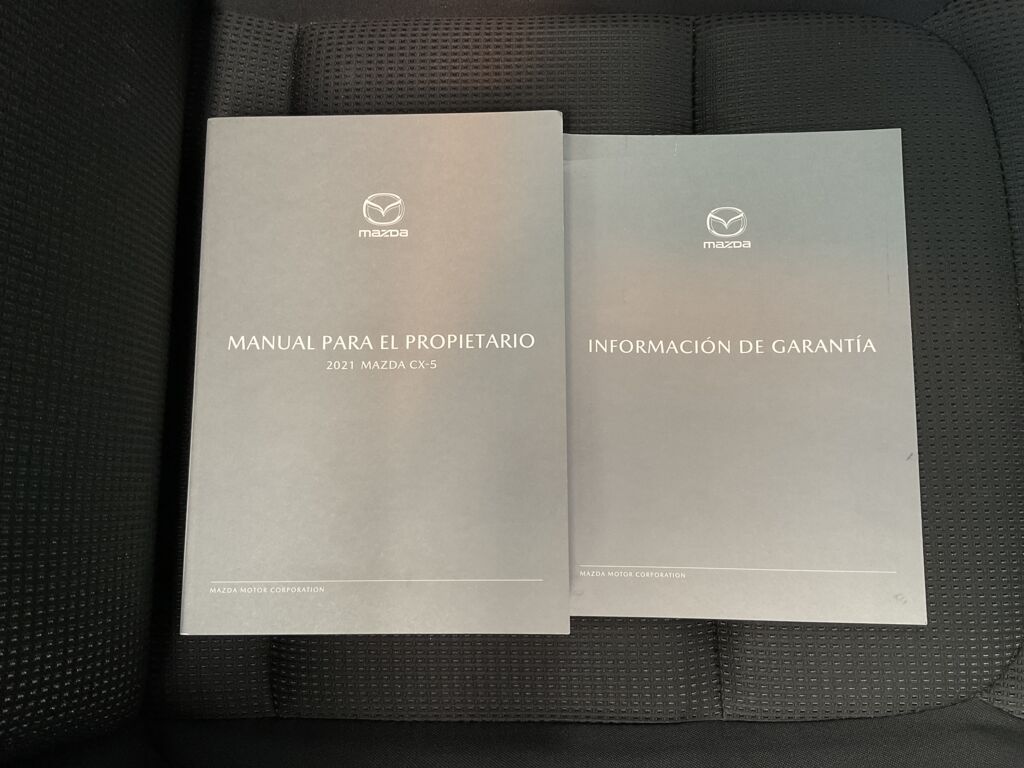 mazda
MANUAL PARA EL PROPIETARIO
2021 MAZDA CX-5
MAZDA MOTOR CORPORATION
mazda
INFORMACIÓN DE GARANTÍA
MAZDA MOTOR CORPORATION